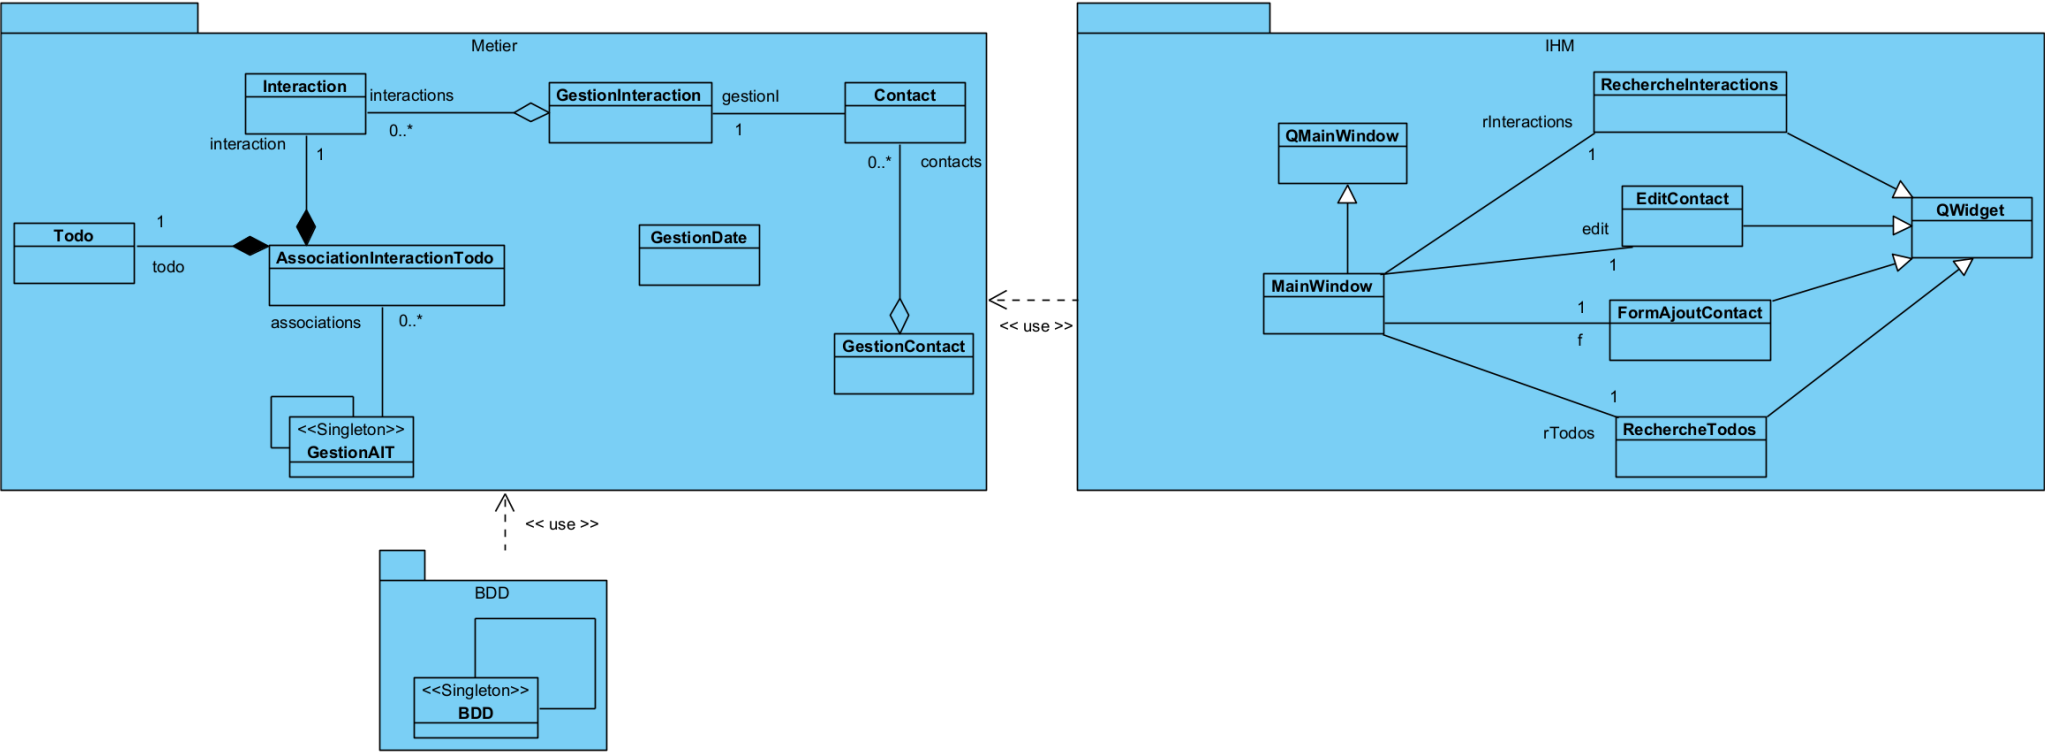 Metier
Interaction
interactions
0..*
GestionInteraction
gestionI
1
Contact
interaction
1
0..*
contacts
Todo
1
todo
AssociationInteractionTodo
GestionDate
associations
0..*
GestionContact
<<Singleton>>
GestionAIT
<< use >>
<< use >>
IHM
RechercheInteractions
rInteractions
1
QMainWindow
EditContact
edit
1
QWidget
MainWindow
1
f
FormAjoutContact
1
rTodos
RechercheTodos
BDD
<<Singleton>>
BDD